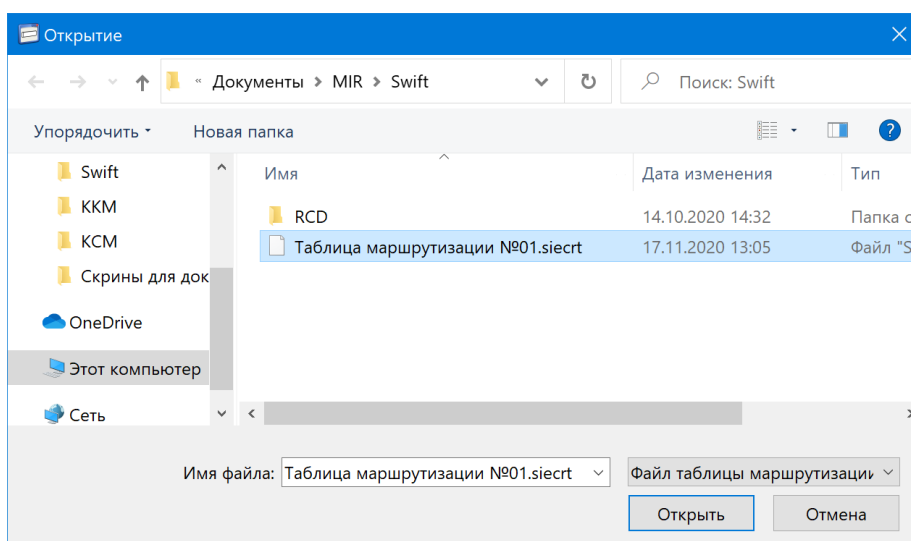 Открытие
« Документы > MIR > Swift
Поиск: Swift
Упорядочить
Новая папка
?
Swift
ККМ
КСМ
Скрины для док
OneDrive
Этот компьютер
Сеть
Имя
Дата изменения
Тип
RCD
14.10.2020 14:32
Папка с
Таблица маршрутизации №01.siecrt
17.11.2020 13:05
Файл "S
Имя файла:
Таблица маршрутизации №01.siecrt
Файл таблицы маршрутизации
Открыть
Отмена